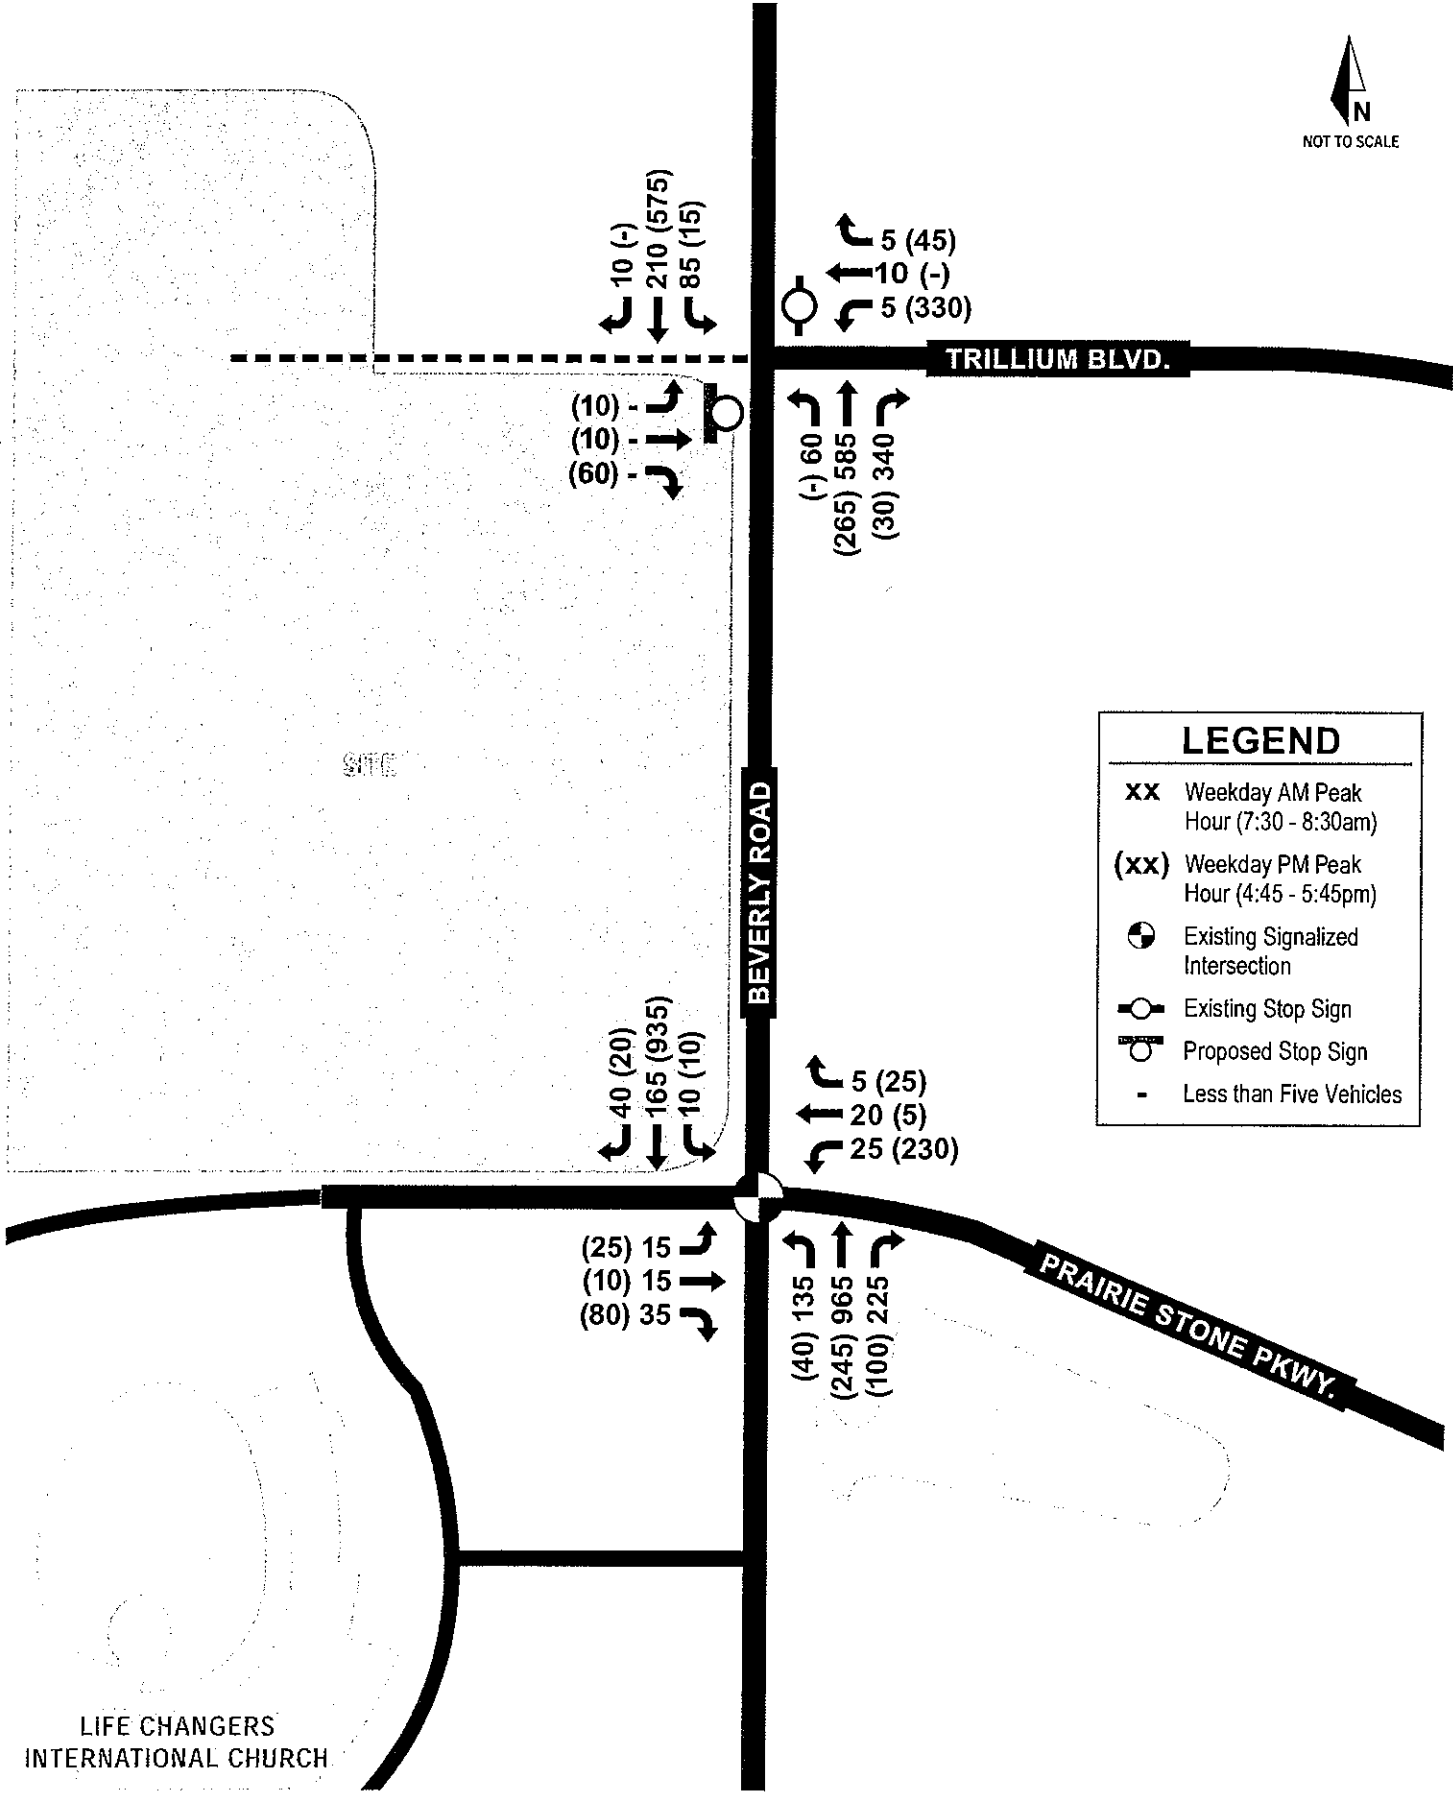 N
NOT TO SCALE
10 (-)
210 (575)
85 (15)
5 (45)
10 (-)
5 (330)
TRILLIUM BLVD.
(10) -
(10) -
(60) -
(-) 60
(265) 585
(30) 340
SITE
BEVERLY ROAD
LEGEND
XX Weekday AM Peak
Hour (7:30 - 8:30am)
(XX) Weekday PM Peak
Hour (4:45 - 5:45pm)
Existing Signalized
Intersection
Existing Stop Sign
Proposed Stop Sign
- Less than Five Vehicles
40 (20)
165 (935)
10 (10)
5 (25)
20 (5)
25 (230)
(25) 15
(10) 15
(80) 35
(40) 135
(245) 965
(100) 225
PRAIRIE STONE PKWY.
LIFE CHANGERS
INTERNATIONAL CHURCH